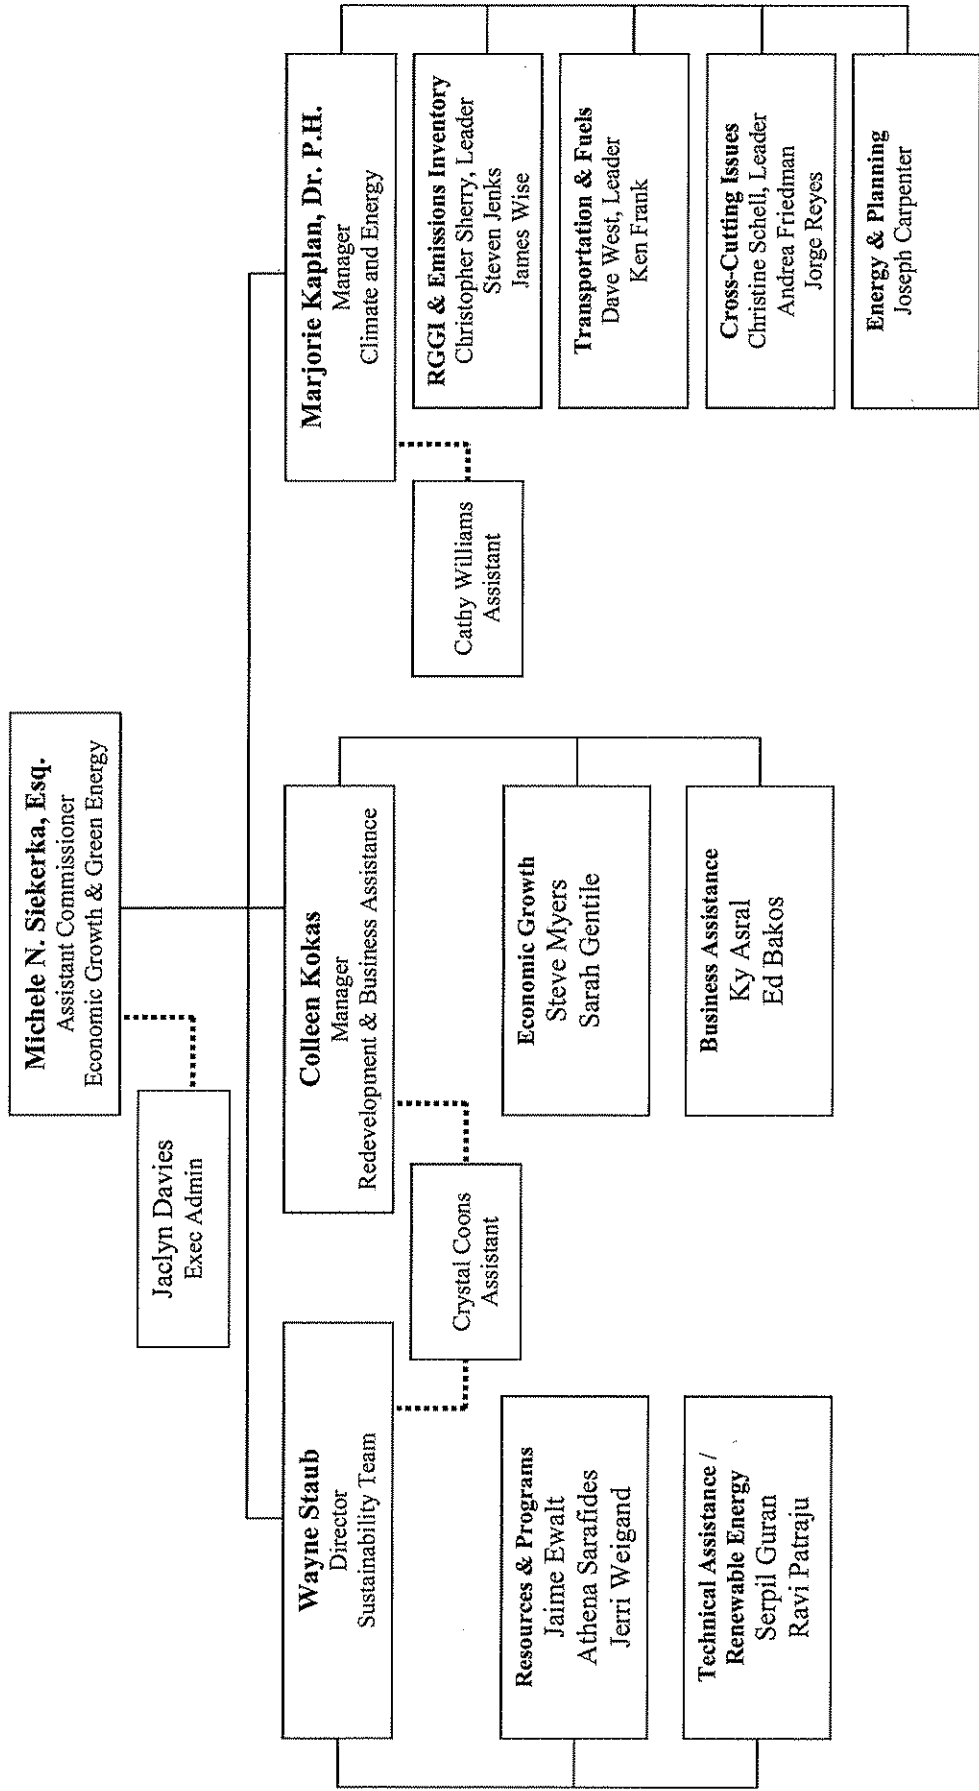 Michele N. Siekerka, Esq.
Assistant Commissioner
Economic Growth & Green Energy
Jaclyn Davies
Exec Admin
Wayne Staub
Director
Sustainability Team
Colleen Kokas
Manager
Redevelopment & Business Assistance
Marjorie Kaplan, Dr. P.H.
Manager
Climate and Energy
Crystal Coons
Assistant
Cathy Williams
Assistant
Resources & Programs
Jaime Ewalt
Athena Sarafides
Jerri Weigand
Technical Assistance /
Renewable Energy
Serpil Guran
Ravi Patraju
Economic Growth
Steve Myers
Sarah Gentile
Business Assistance
Ky Asral
Ed Bakos
RGGI & Emissions Inventory
Christopher Sherry, Leader
Steven Jenks
James Wise
Transportation & Fuels
Dave West, Leader
Ken Frank
Cross-Cutting Issues
Christine Schell, Leader
Andrea Friedman
Jorge Reyes
Energy & Planning
Joseph Carpenter